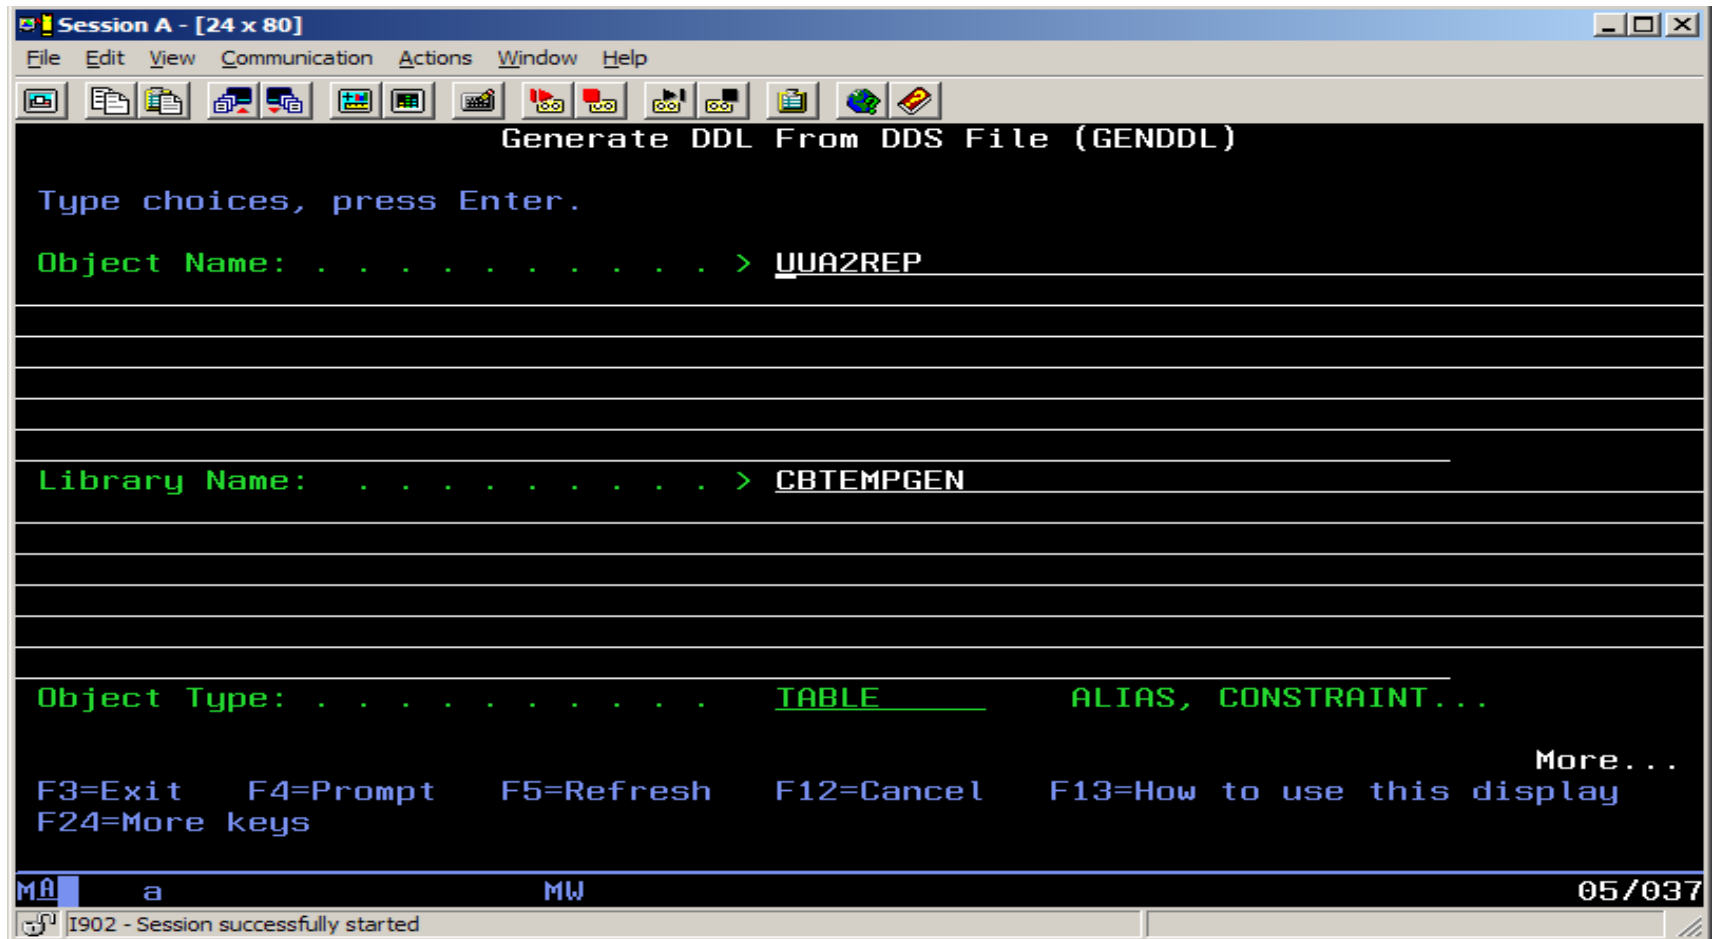 Session A - [24 x 80]
File Edit View Communication Actions Window Help
Generate DDL From DDS File (GENDDL)
Type choices, press Enter.
Object Name: . . . . . . . . . . > UUA2REP
Library Name: . . . . . . . . . > CBTEMPGEN
Object Type: . . . . . . . . . . TABLE ALIAS, CONSTRAINT...
More...
F3=Exit F4=Prompt F5=Refresh F12=Cancel F13=How to use this display
F24=More keys
MA a MW 05/037
I902 - Session successfully started